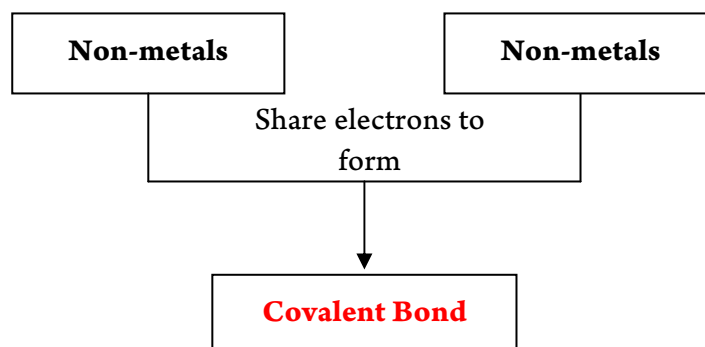 Non-metals
Non-metals
Share electrons to
form
Covalent Bond